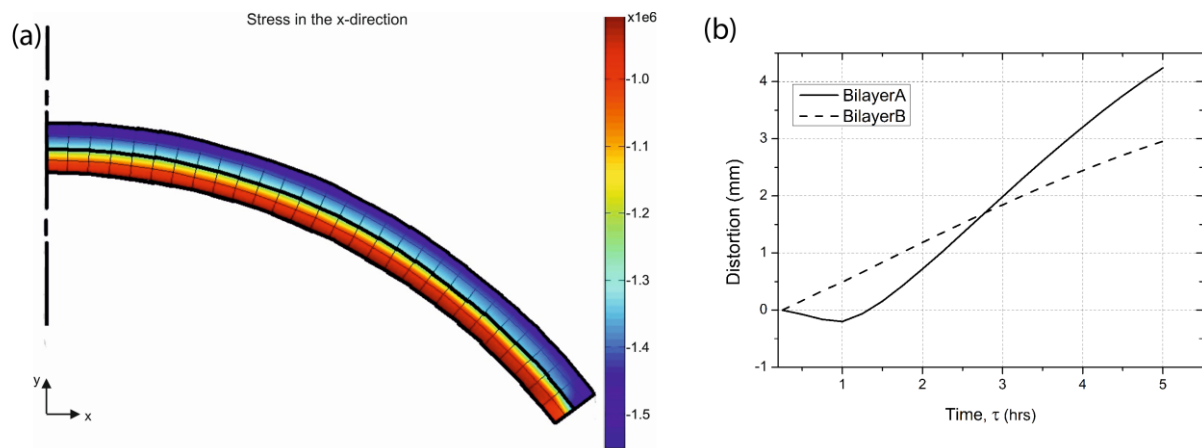 (a)
Stress in the x-direction
x1e6
-1.0
-1.1
-1.2
-1.3
-1.4
-1.5
y
x
(b)
BilayerA
BilayerB
Distortion (mm)
4
3
2
1
0
-1
1 2 3 4 5
Time, τ (hrs)